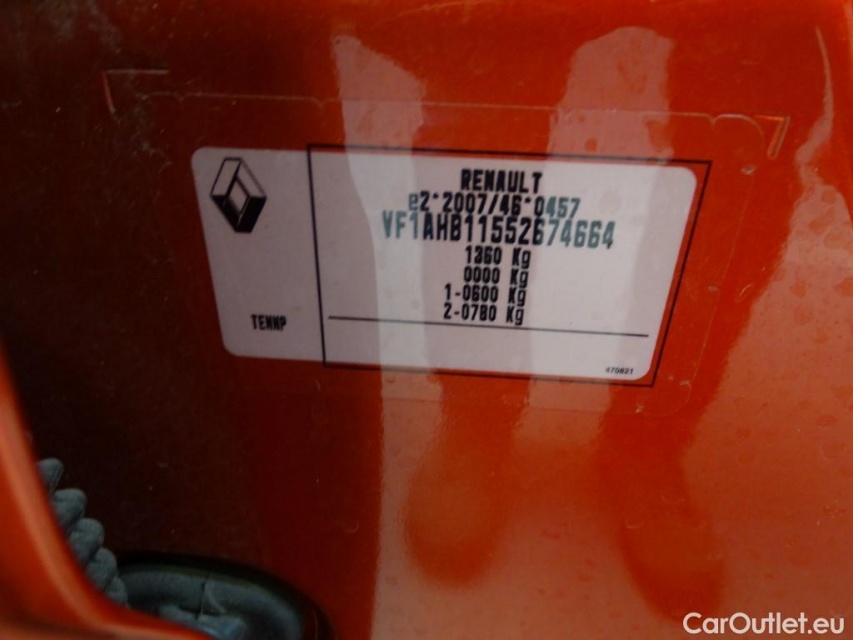 RENAULT
e2*2007/46*0457
VF1AHB11552674664
1360 Kg
0000 Kg
1-0600 Kg
2-0780 Kg
TENNP
470821
CarOutlet.eu